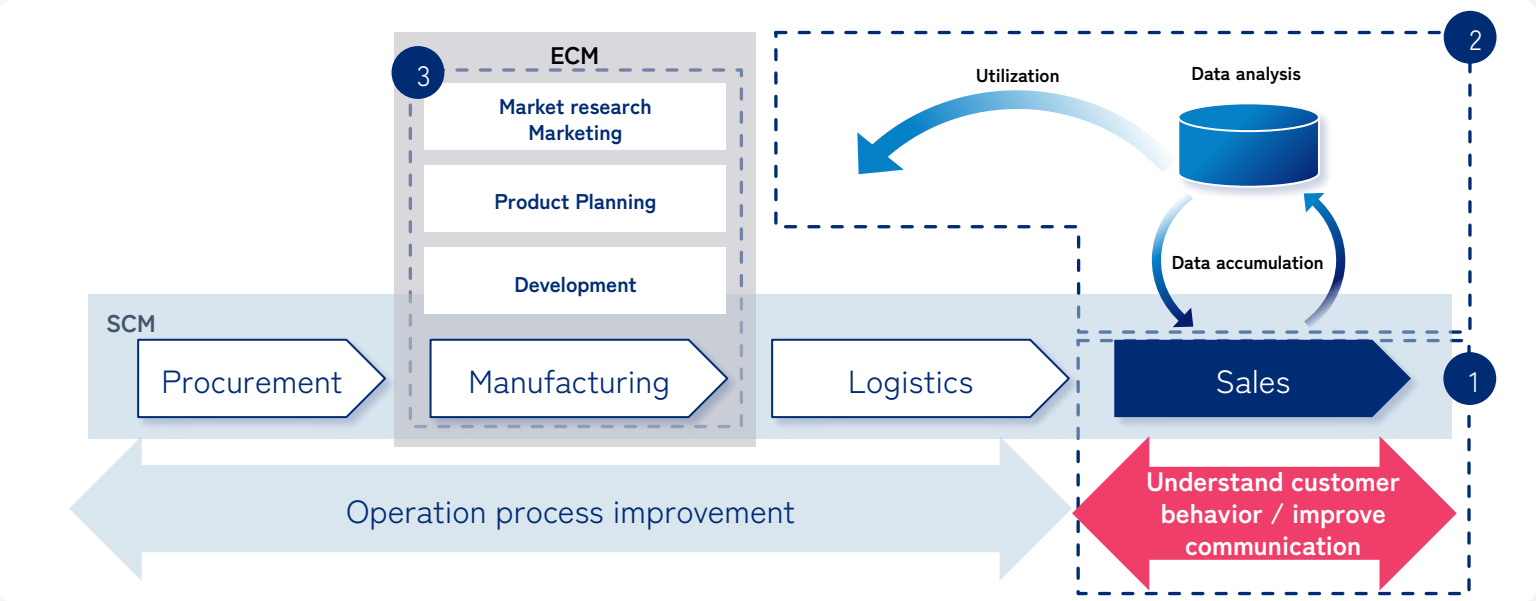 ECM
3
Market research
Marketing
Product Planning
Development
2
Utilization
Data analysis
Data accumulation
SCM
Procurement
Manufacturing
Logistics
Sales
1
Operation process improvement
Understand customer
behavior / improve
communication